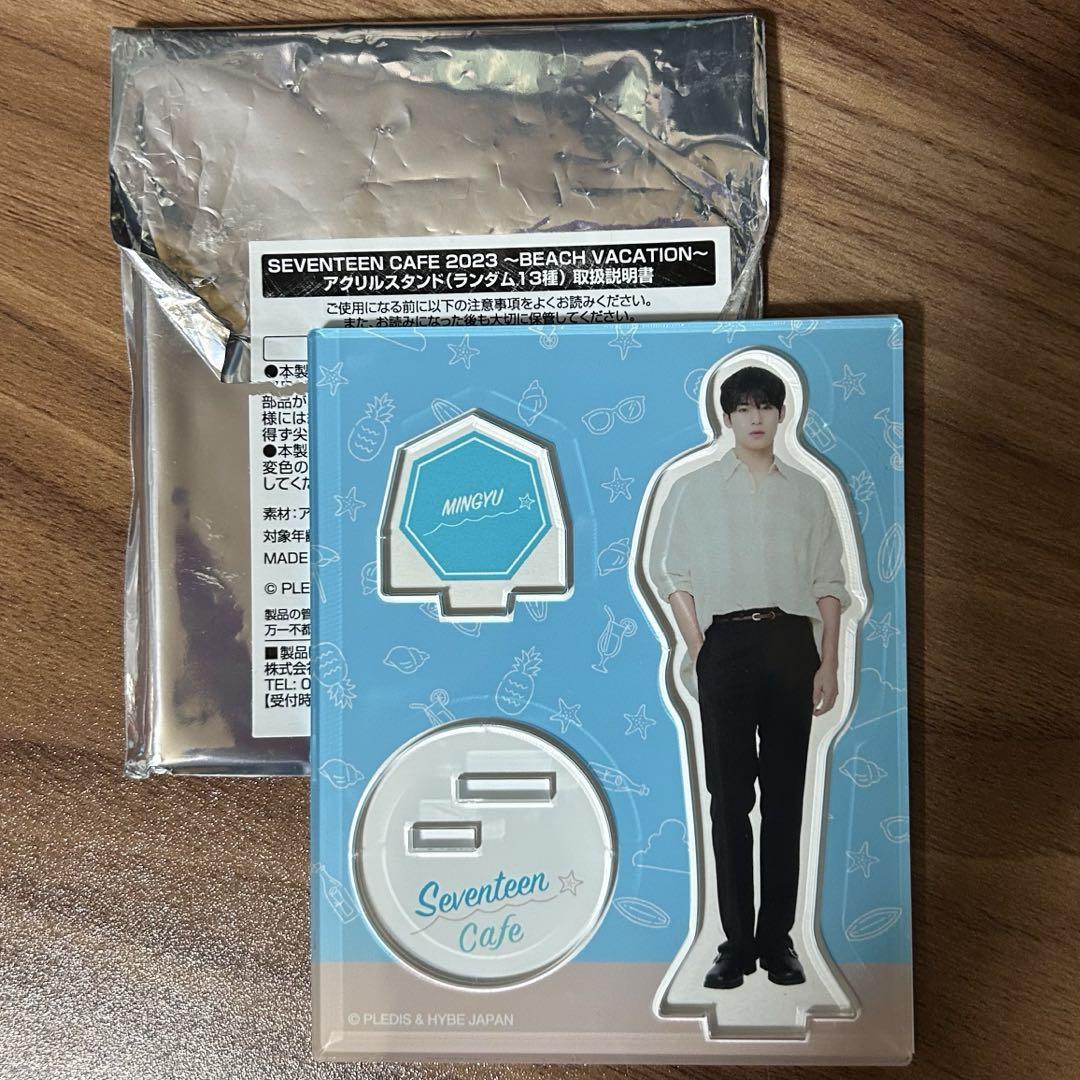 SEVENTEEN CAFE 2023 〜BEACH VACATION〜
アクリルスタンド(ランダム13種) 取扱説明書
ご使用になる前に以下の注意事項をよくお読みください。
また、お読みになった後も大切に保管してください。
●本製
部品が
様には
得ず尖
●本製
変色の
してくだ
素材:ア
対象年齢
MADE
© PLEDIS
製品の管
万一不都
■製品に
株式会社
TEL: 0
【受付時
MINGYU
Seventeen
Cafe
© PLEDIS & HYBE JAPAN